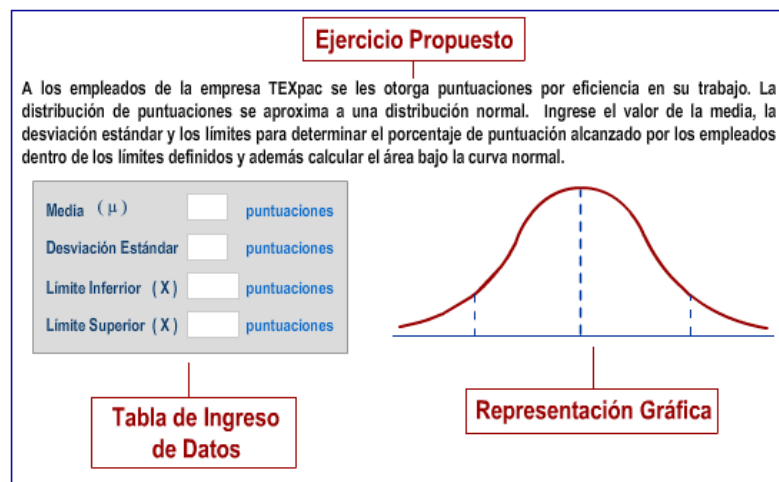 Ejercicio Propuesto
A los empleados de la empresa TEXpac se les otorga puntuaciones por eficiencia en su trabajo. La
distribución de puntuaciones se aproxima a una distribución normal. Ingrese el valor de la media, la
desviación estándar y los límites para determinar el porcentaje de puntuación alcanzado por los empleados
dentro de los límites definidos y además calcular el área bajo la curva normal.
Media ( μ ) puntuaciones
Desviación Estándar puntuaciones
Límite Inferrior ( X ) puntuaciones
Límite Superior ( X ) puntuaciones
Tabla de Ingreso
de Datos
Representación Gráfica